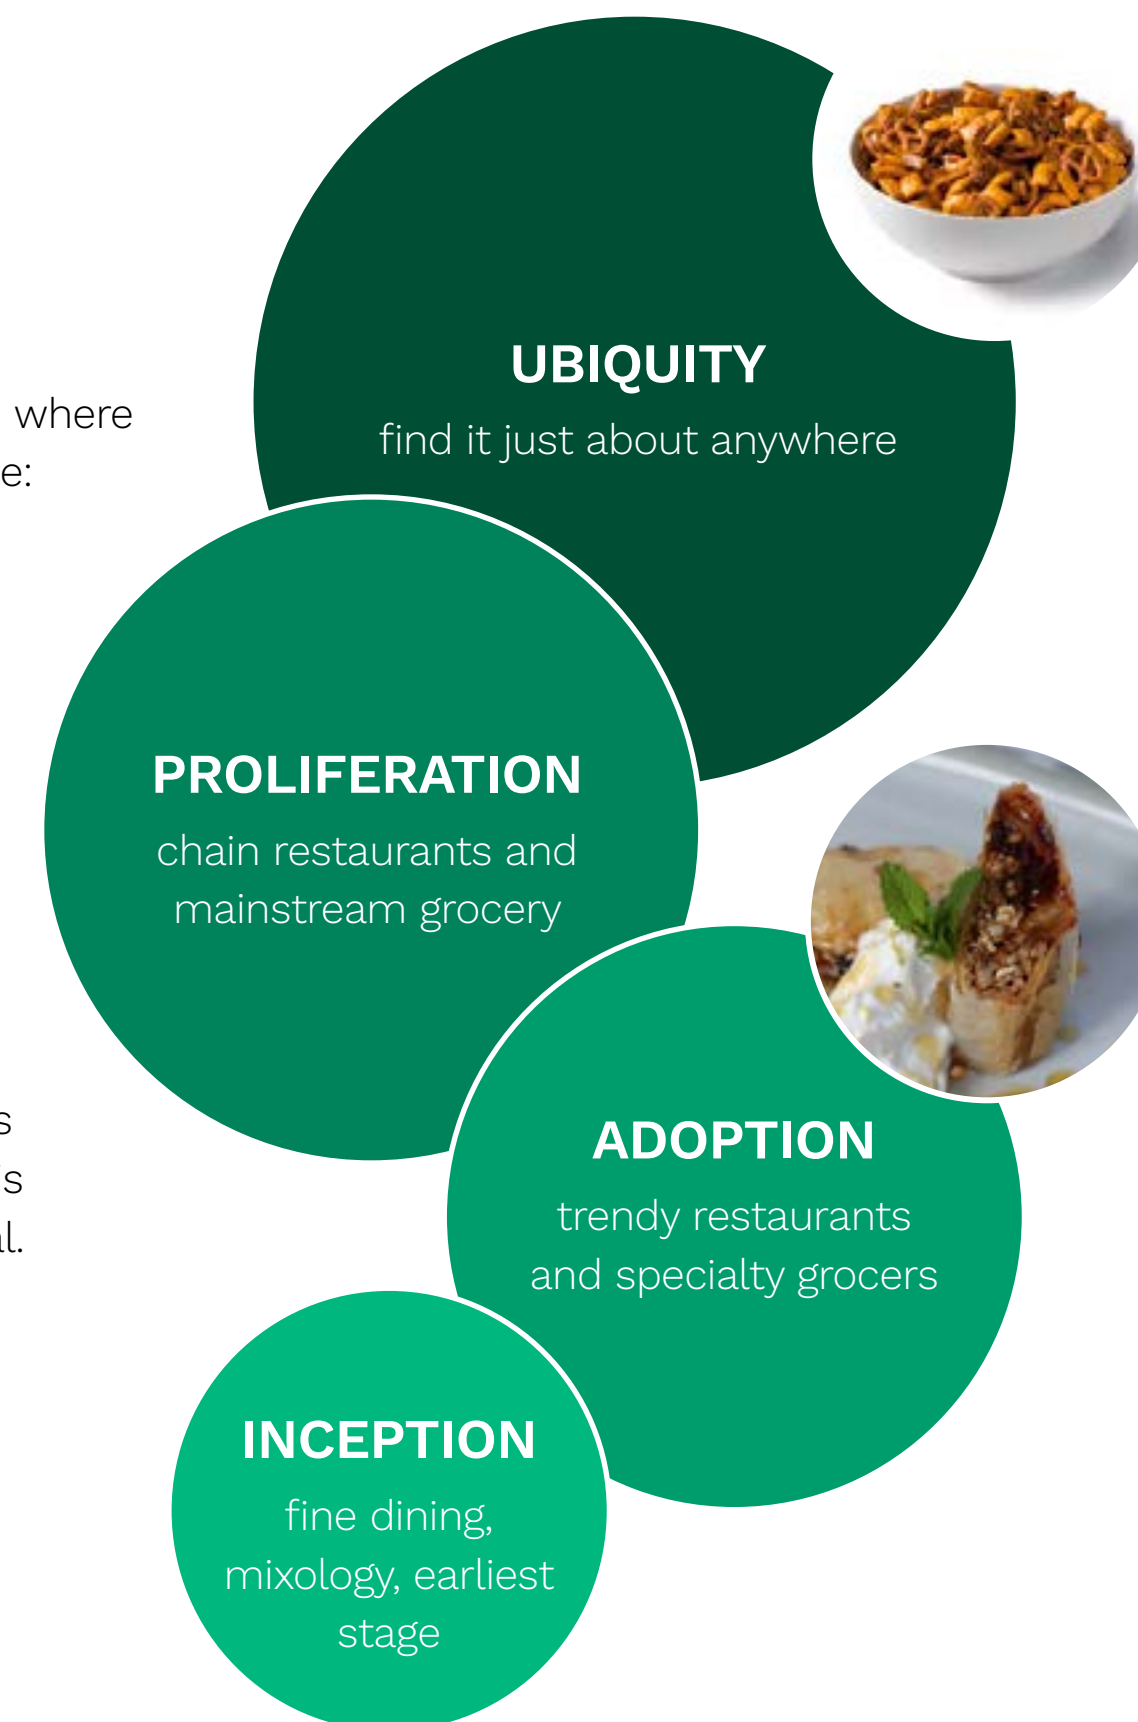 where
e:
UBIQUITY
find it just about anywhere
PROLIFERATION
chain restaurants and
mainstream grocery
s
's
al.
ADOPTION
trendy restaurants
and specialty grocers
INCEPTION
fine dining,
mixology, earliest
stage